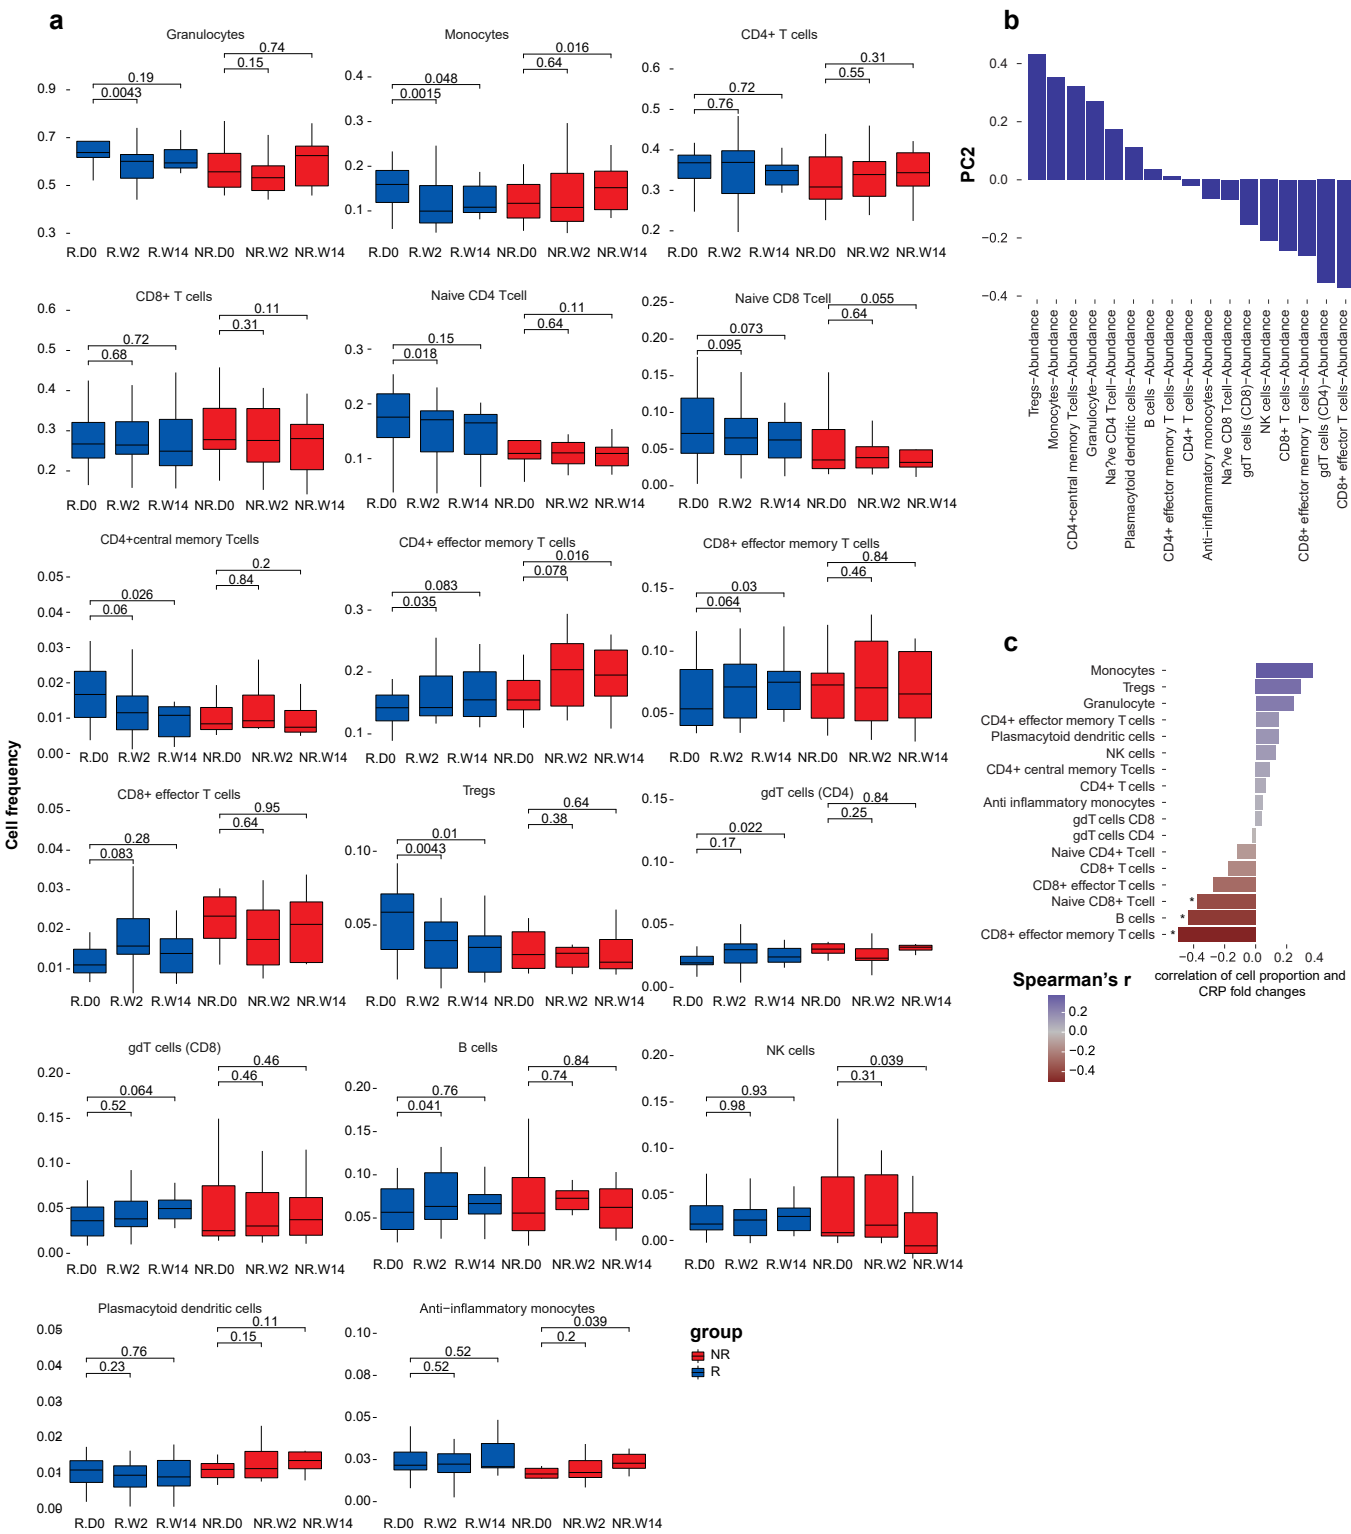 a
Granulocytes
0.74
0.15
0.19
0.0043
0.9
0.7
0.5
0.3
R.D0 R.W2 R.W14 NR.D0 NR.W2 NR.W14
Monocytes
0.016
0.64
0.048
0.0015
0.4
0.2
0.1
R.D0 R.W2 R.W14 NR.D0 NR.W2 NR.W14
CD4+ T cells
0.31
0.55
0.72
0.76
0.6
0.5
0.4
0.3
0.2
R.D0 R.W2 R.W14 NR.D0 NR.W2 NR.W14
CD8+ T cells
0.11
0.31
0.72
0.68
0.6
0.5
0.4
0.3
0.2
R.D0 R.W2 R.W14 NR.D0 NR.W2 NR.W14
Naive CD4 Tcell
0.11
0.64
0.15
0.018
0.3
0.2
0.1
R.D0 R.W2 R.W14 NR.D0 NR.W2 NR.W14
Naive CD8 Tcell
0.055
0.64
0.073
0.095
0.25
0.20
0.15
0.10
0.05
0.00
R.D0 R.W2 R.W14 NR.D0 NR.W2 NR.W14
CD4+central memory Tcells
0.2
0.84
0.026
0.06
0.05
0.04
0.03
0.02
0.01
0.00
R.D0 R.W2 R.W14 NR.D0 NR.W2 NR.W14
CD4+ effector memory T cells
0.016
0.078
0.083
0.035
0.3
0.2
0.1
R.D0 R.W2 R.W14 NR.D0 NR.W2 NR.W14
CD8+ effector memory T cells
0.84
0.46
0.03
0.064
0.15
0.10
0.05
R.D0 R.W2 R.W14 NR.D0 NR.W2 NR.W14
Cell frequency
CD8+ effector T cells
0.95
0.64
0.28
0.083
0.05
0.04
0.03
0.02
0.01
R.D0 R.W2 R.W14 NR.D0 NR.W2 NR.W14
Tregs
0.64
0.38
0.01
0.0043
0.10
0.05
R.D0 R.W2 R.W14 NR.D0 NR.W2 NR.W14
gdT cells (CD4)
0.84
0.25
0.022
0.17
0.15
0.10
0.05
0.00
R.D0 R.W2 R.W14 NR.D0 NR.W2 NR.W14
gdT cells (CD8)
0.46
0.46
0.064
0.52
0.20
0.15
0.10
0.05
0.00
R.D0 R.W2 R.W14 NR.D0 NR.W2 NR.W14
B cells
0.84
0.74
0.76
0.041
0.20
0.15
0.10
0.05
R.D0 R.W2 R.W14 NR.D0 NR.W2 NR.W14
NK cells
0.039
0.31
0.93
0.98
0.20
0.15
0.10
0.05
0.00
R.D0 R.W2 R.W14 NR.D0 NR.W2 NR.W14
Plasmacytoid dendritic cells
0.11
0.15
0.76
0.23
0.05
0.04
0.03
0.02
0.01
0.00
R.D0 R.W2 R.W14 NR.D0 NR.W2 NR.W14
Anti−inflammatory monocytes
0.039
0.2
0.52
0.52
0.10
0.08
0.05
0.03
0.00
R.D0 R.W2 R.W14 NR.D0 NR.W2 NR.W14
group
NR
R
b
PC2
0.4
0.2
0.0
−0.2
−0.4
Tregs−Abundance
Monocytes−Abundance
CD4+central memory Tcells−Abundance
Granulocyte−Abundance
Na?ve CD4 Tcell−Abundance
Plasmacytoid dendritic cells−Abundance
B cells −Abundance
CD4+ effector memory T cells−Abundance
CD4+ T cells−Abundance
Anti−inflammatory monocytes−Abundance
Na?ve CD8 Tcell−Abundance
gdT cells (CD8)−Abundance
NK cells−Abundance
CD8+ T cells−Abundance
CD8+ effector memory T cells−Abundance
gdT cells (CD4)−Abundance
CD8+ effector T cells−Abundance
c
Monocytes
Tregs
Granulocyte
CD4+ effector memory T cells
Plasmacytoid dendritic cells
NK cells
CD4+ central memory Tcells
CD4+ T cells
Anti inflammatory monocytes
gdT cells CD8
gdT cells CD4
Naive CD4+ Tcell
CD8+ T cells
CD8+ effector T cells
Naive CD8+ Tcell *
B cells *
CD8+ effector memory T cells *
−0.4 −0.2 0.0 0.2 0.4
correlation of cell proportion and
CRP fold changes
Spearman's r
0.2
0.0
−0.2
−0.4